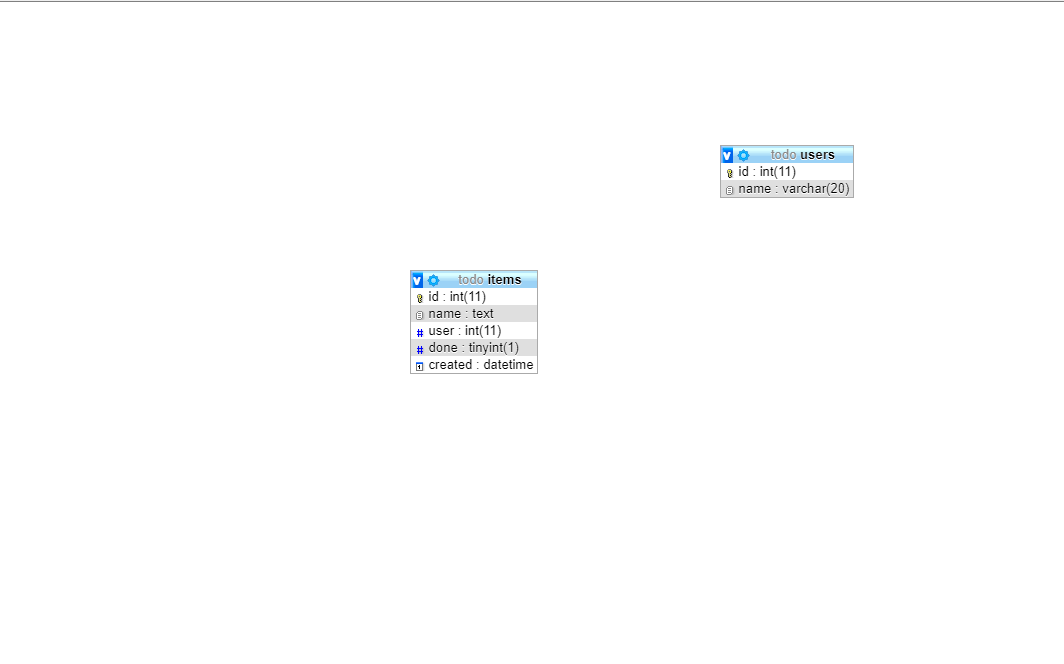 todo users
id : int(11)
name : varchar(20)
todo items
id : int(11)
name : text
user : int(11)
done : tinyint(1)
created : datetime